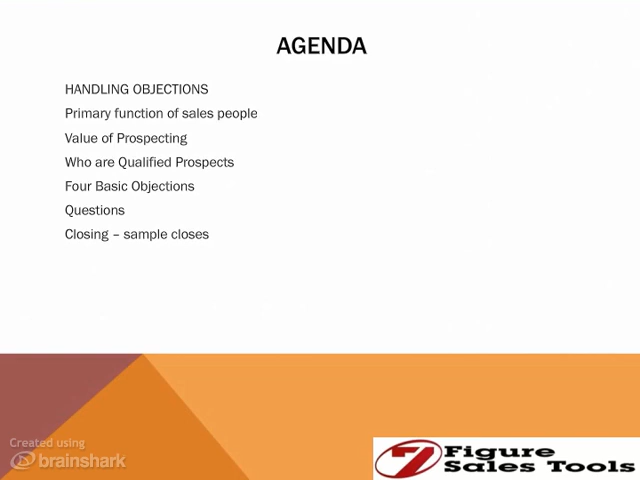 AGENDA
HANDLING OBJECTIONS
Primary function of sales people
Value of Prospecting
Who are Qualified Prospects
Four Basic Objections
Questions
Closing – sample closes
Created using
brainshark
7 Figure
Sales Tools